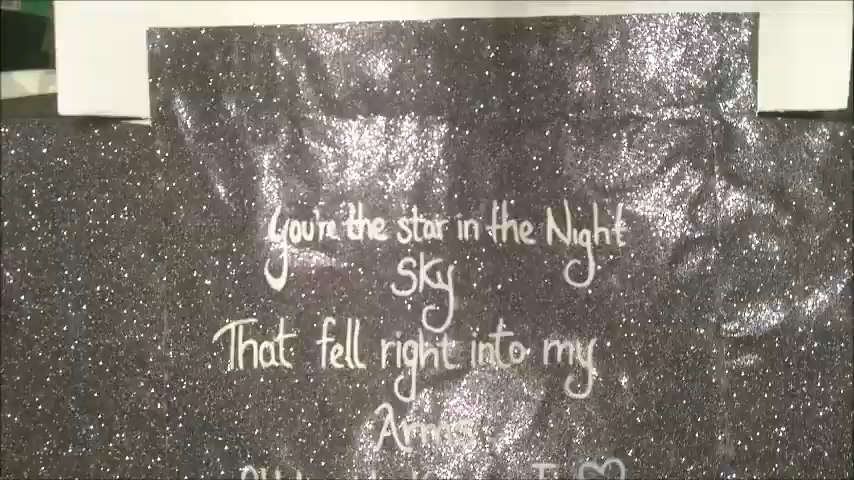 You're the star in the Night
Sky
That fell right into my
Arms
I ♡